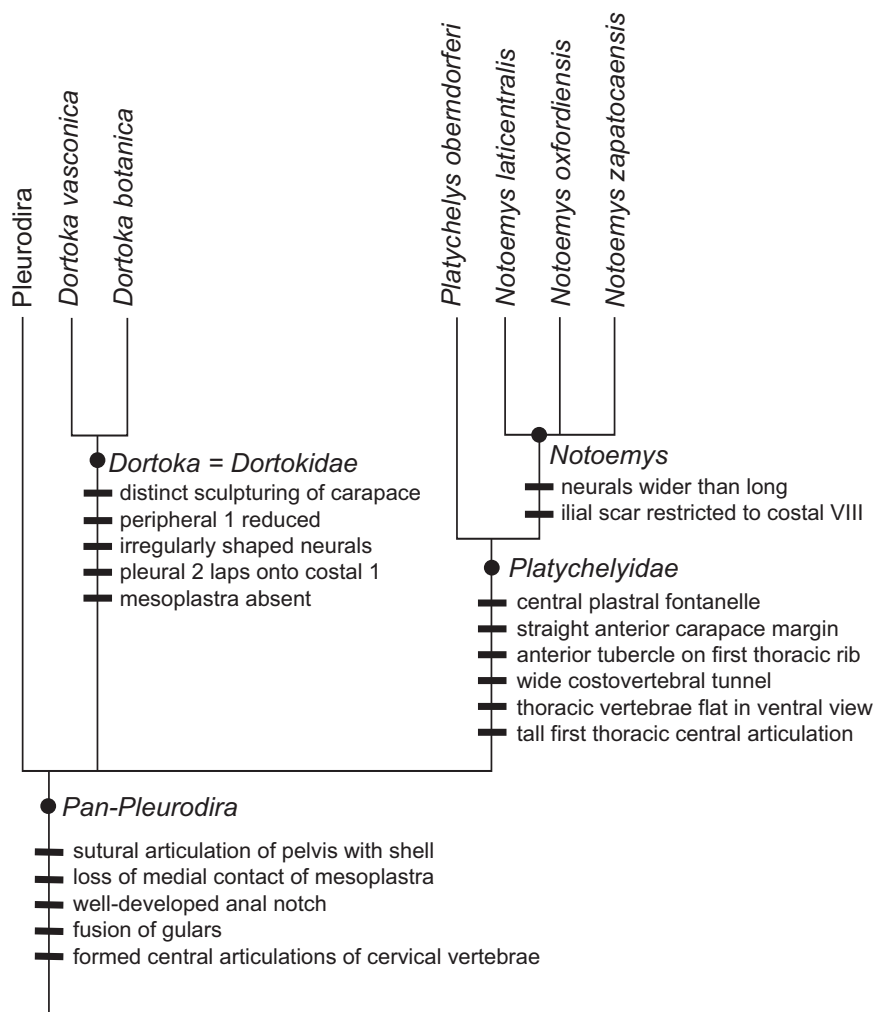 Pleurodira
Dortoka vasconica
Dortoka botanica
Platychelys oberndorferi
Notoemys laticentralis
Notoemys oxfordiensis
Notoemys zapatocaensis
Dortoka = Dortokidae
distinct sculpturing of carapace
peripheral 1 reduced
irregularly shaped neurals
pleural 2 laps onto costal 1
mesoplastra absent
Notoemys
neurals wider than long
ilial scar restricted to costal VIII
Platychelyidae
central plastral fontanelle
straight anterior carapace margin
anterior tubercle on first thoracic rib
wide costovertebral tunnel
thoracic vertebrae flat in ventral view
tall first thoracic central articulation
Pan-Pleurodira
sutural articulation of pelvis with shell
loss of medial contact of mesoplastra
well-developed anal notch
fusion of gulars
formed central articulations of cervical vertebrae